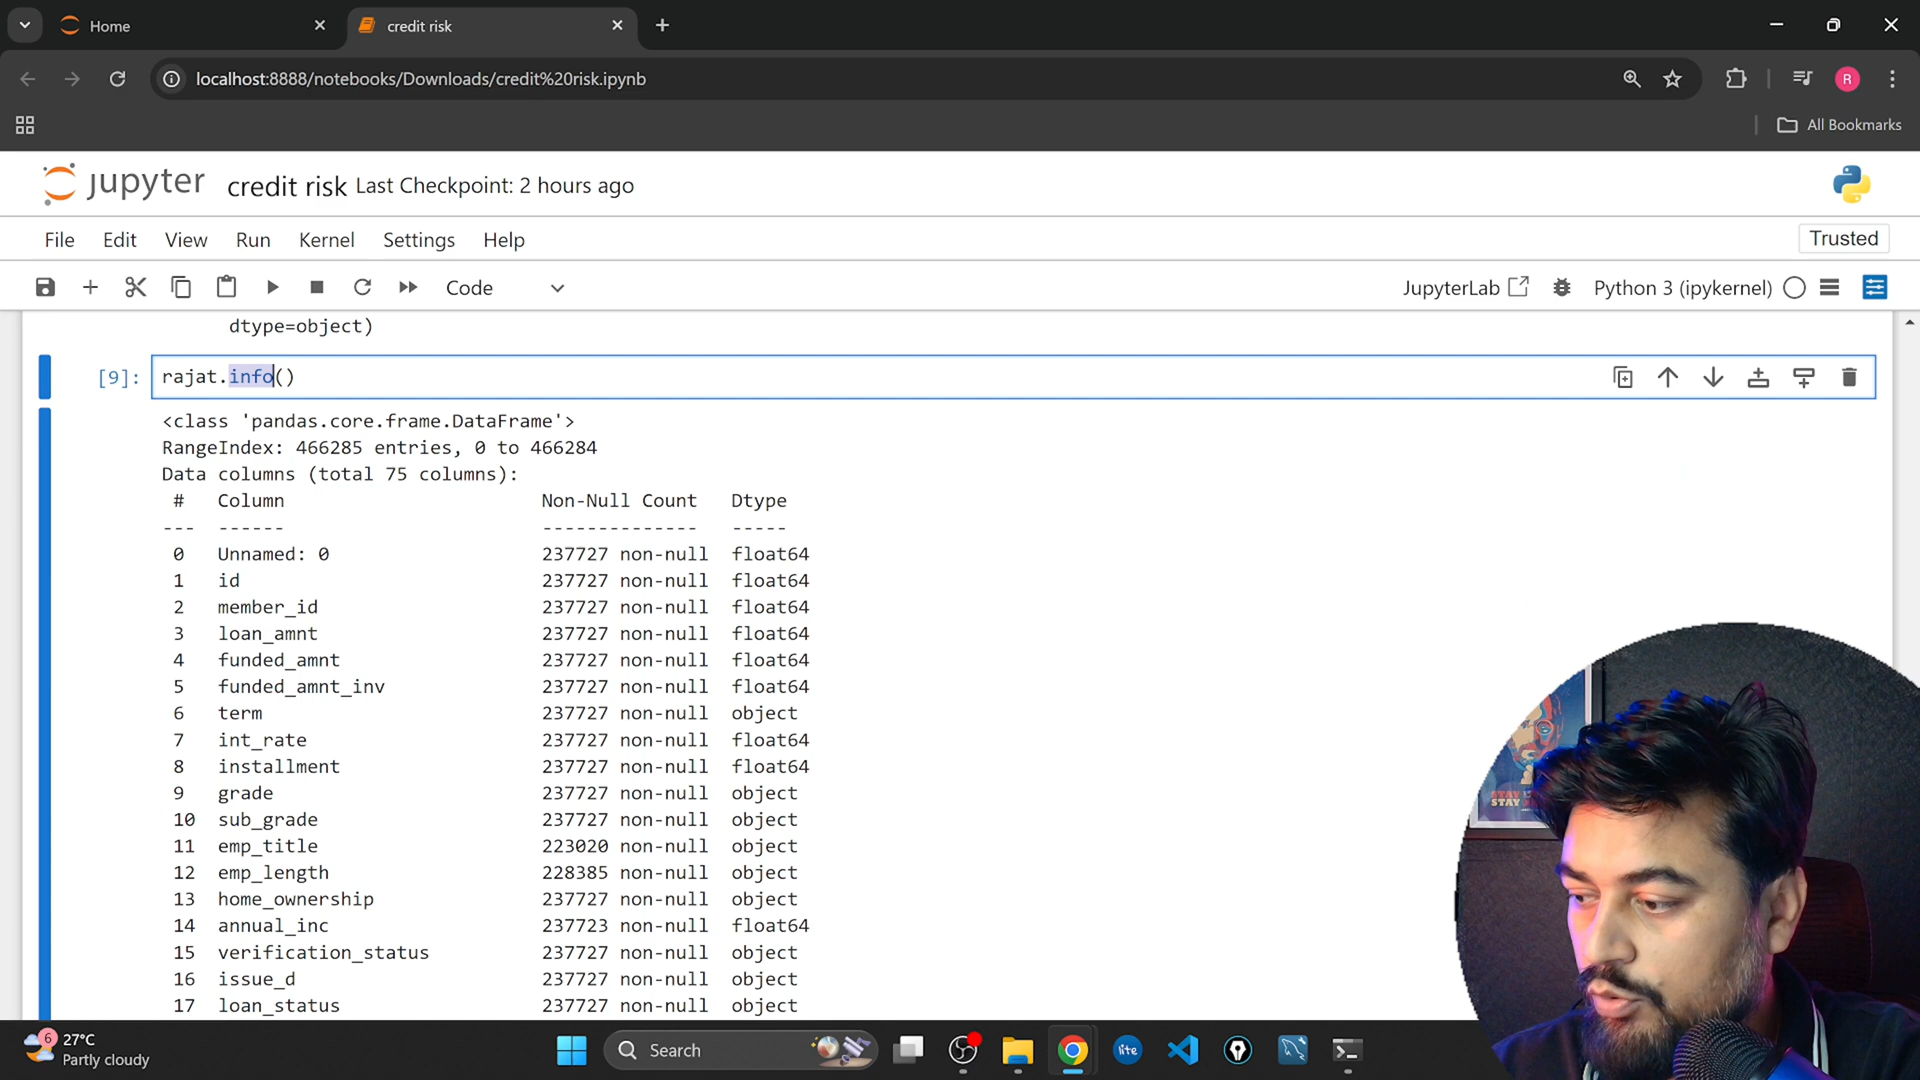 Home
credit risk
localhost:8888/notebooks/Downloads/credit%20risk.ipynb
R
All Bookmarks
jupyter credit risk Last Checkpoint: 2 hours ago
File Edit View Run Kernel Settings Help
Trusted
Code
JupyterLab
Python 3 (ipykernel)
dtype=object)
[9]: rajat.info()
<class 'pandas.core.frame.DataFrame'>
RangeIndex: 466285 entries, 0 to 466284
Data columns (total 75 columns):
# Column Non-Null Count Dtype
--- ------ -------------- -----
0 Unnamed: 0 237727 non-null float64
1 id 237727 non-null float64
2 member_id 237727 non-null float64
3 loan_amnt 237727 non-null float64
4 funded_amnt 237727 non-null float64
5 funded_amnt_inv 237727 non-null float64
6 term 237727 non-null object
7 int_rate 237727 non-null float64
8 installment 237727 non-null float64
9 grade 237727 non-null object
10 sub_grade 237727 non-null object
11 emp_title 223020 non-null object
12 emp_length 228385 non-null object
13 home_ownership 237727 non-null object
14 annual_inc 237723 non-null float64
15 verification_status 237727 non-null object
16 issue_d 237727 non-null object
17 loan_status 237727 non-null object
STAY
STAY
6
27°C
Partly cloudy
Search
lite